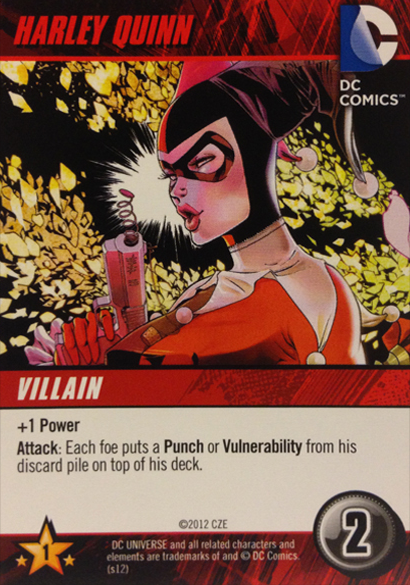 HARLEY QUINN
DC
COMICS™
VILLAIN
+1 Power
Attack: Each foe puts a Punch or Vulnerability from his
discard pile on top of his deck.
©2012 CZE
1
DC UNIVERSE and all related characters and
elements are trademarks of and © DC Comics.
(s12)
2